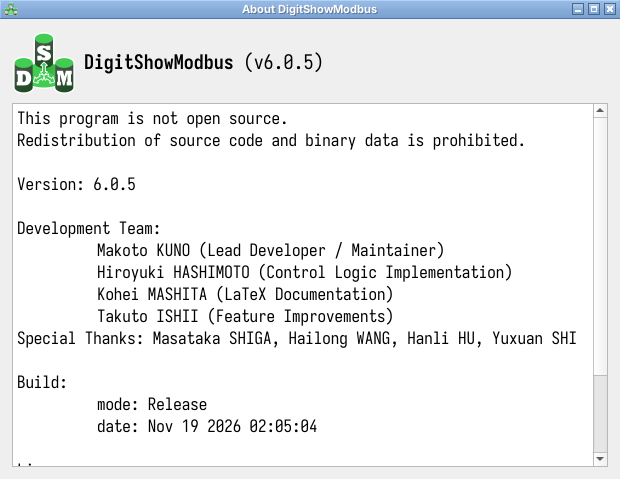 About DigitShowModbus
S
D
M
DigitShowModbus (v6.0.5)
This program is not open source.
Redistribution of source code and binary data is prohibited.
Version: 6.0.5
Development Team:
Makoto KUNO (Lead Developer / Maintainer)
Hiroyuki HASHIMOTO (Control Logic Implementation)
Kohei MASHITA (LaTeX Documentation)
Takuto ISHII (Feature Improvements)
Special Thanks: Masataka SHIGA, Hailong WANG, Hanli HU, Yuxuan SHI
Build:
mode: Release
date: Nov 19 2026 02:05:04